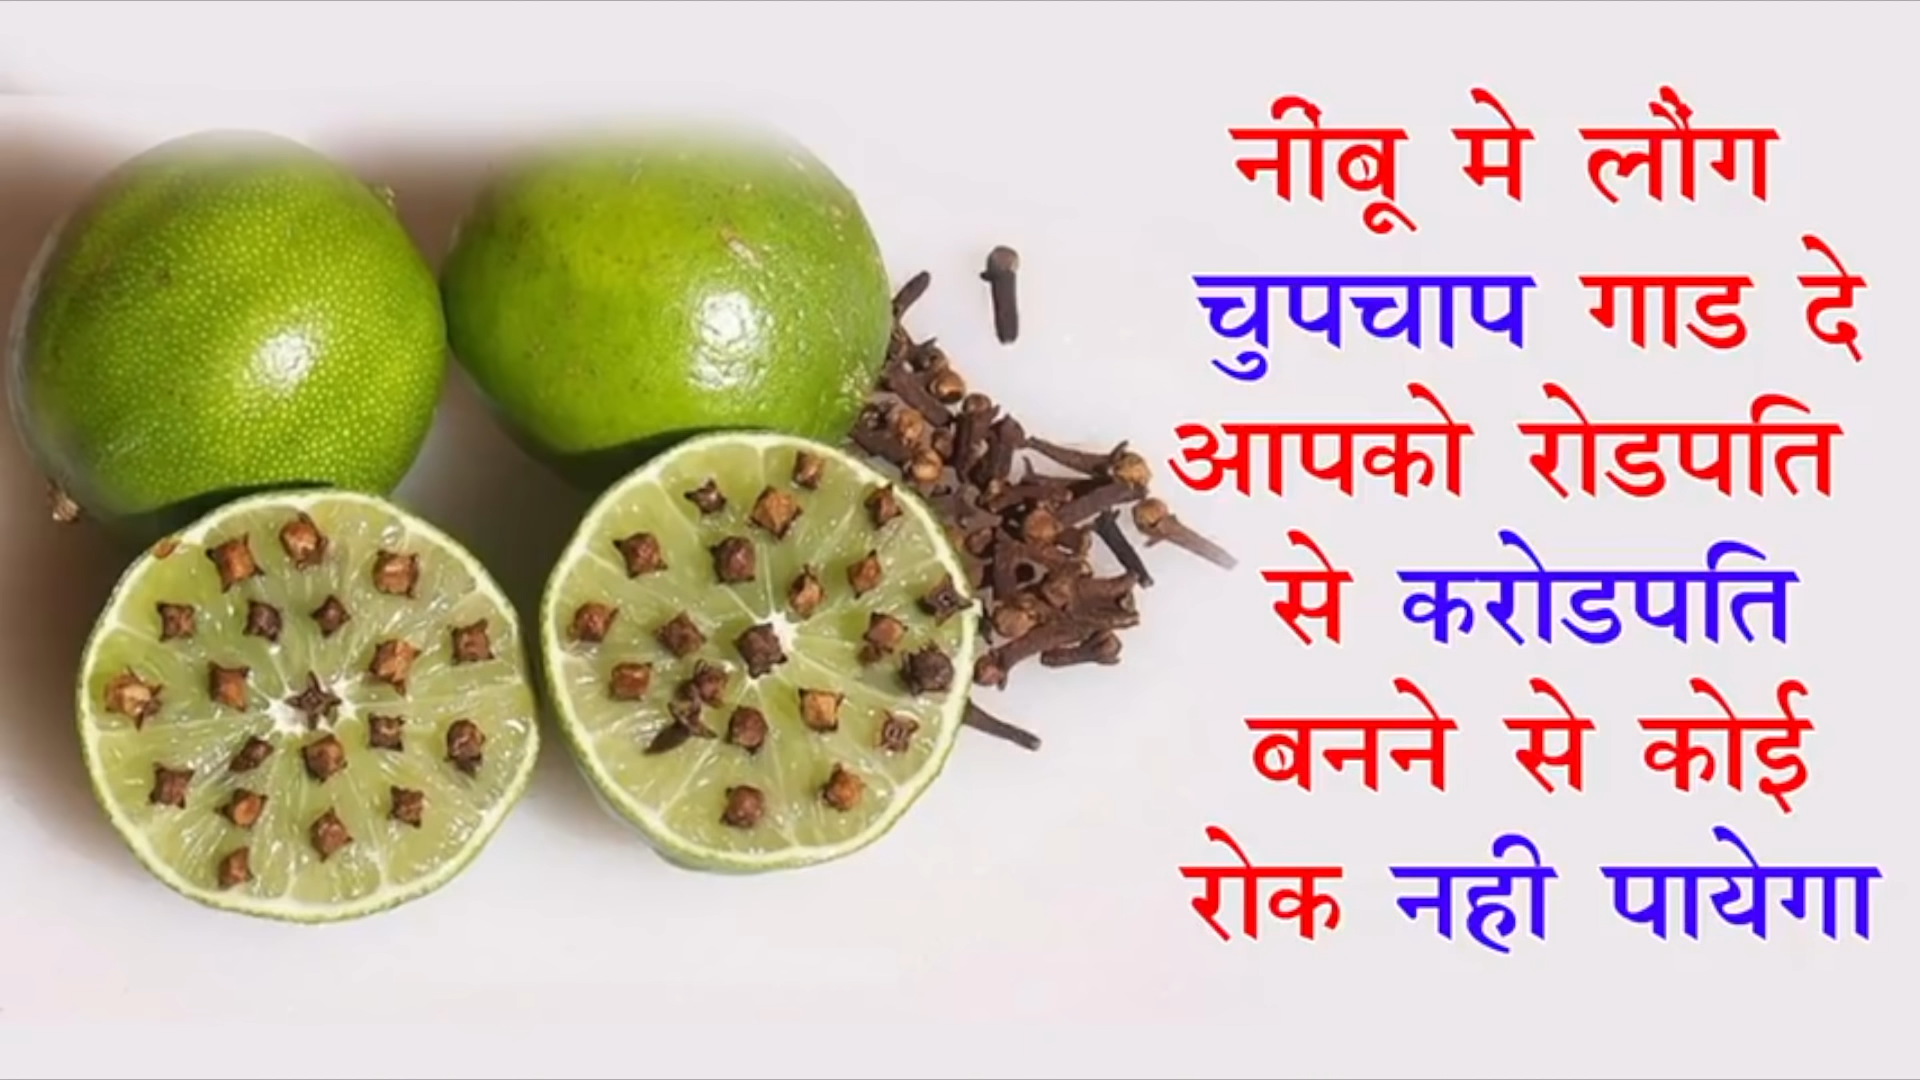 नींबू मे लौंग
चुपचाप गाड दे
आपको रोडपति
से करोडपति
बनने से कोई
रोक नही पायेगा